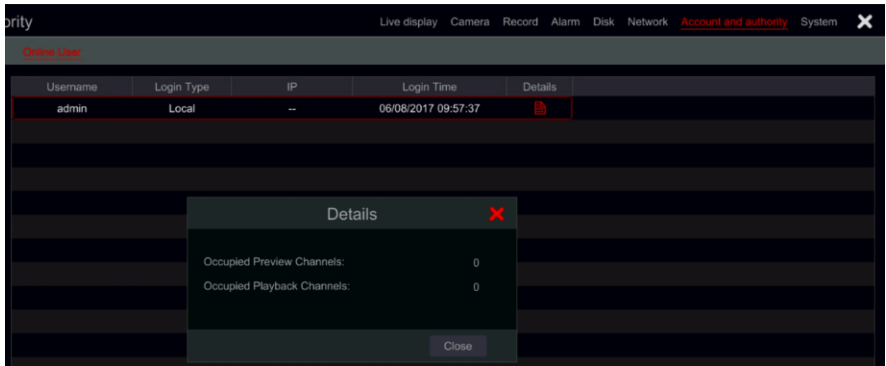 ority Live display Camera Record Alarm Disk Network Account and authority System
Online User
Username Login Type IP Login Time Details
admin Local -- 06/08/2017 09:57:37
Details
Occupied Preview Channels: 0
Occupied Playback Channels: 0
Close